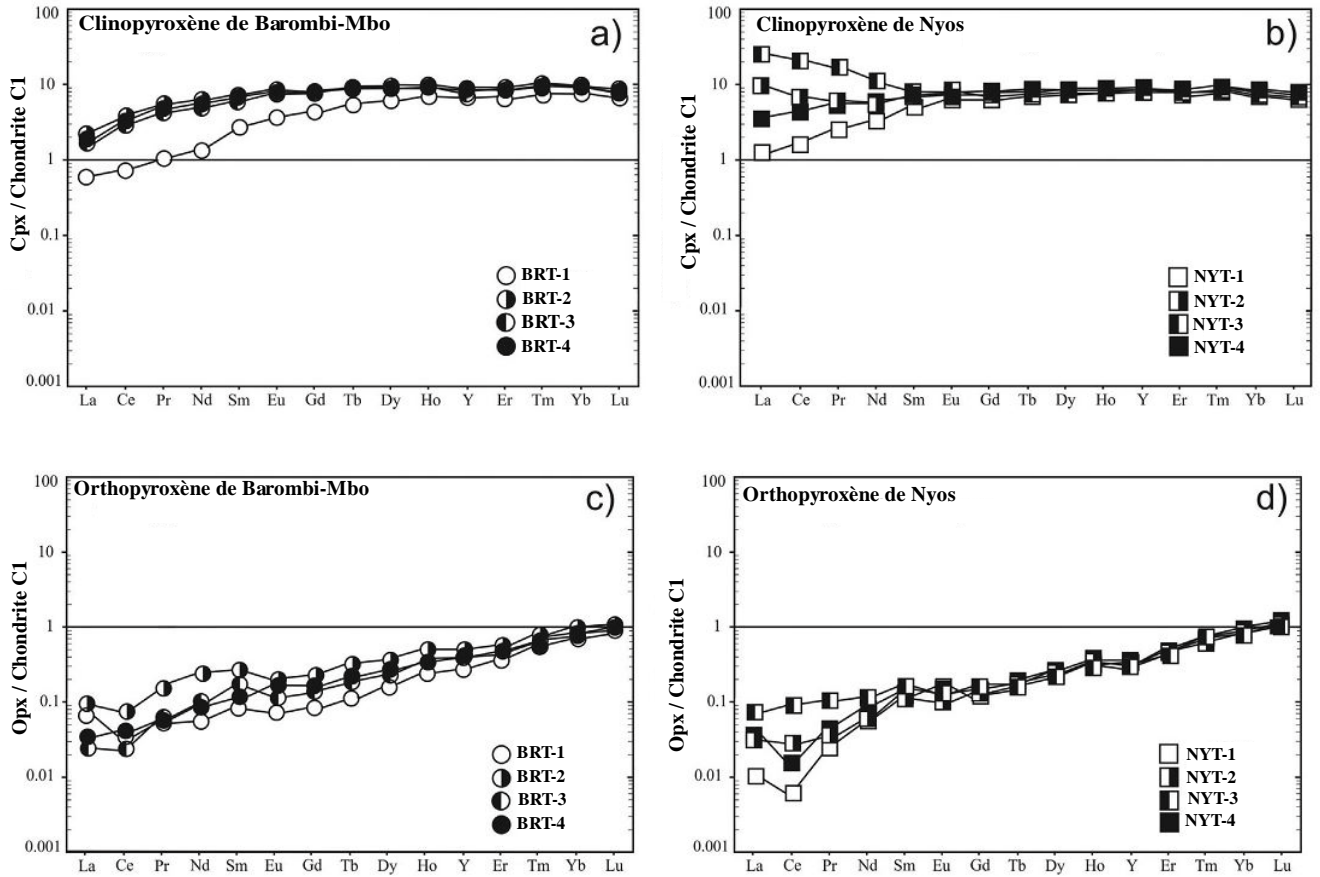 Clinopyroxène de Barombi-Mbo
a)
Cpx / Chondrite C1
100
10
1
0.1
0.01
0.001
BRT-1
BRT-2
BRT-3
BRT-4
La Ce Pr Nd Sm Eu Gd Tb Dy Ho Y Er Tm Yb Lu
Clinopyroxène de Nyos
b)
Cpx / Chondrite C1
100
10
1
0.1
0.01
0.001
NYT-1
NYT-2
NYT-3
NYT-4
La Ce Pr Nd Sm Eu Gd Tb Dy Ho Y Er Tm Yb Lu
Orthopyroxène de Barombi-Mbo
c)
Opx / Chondrite C1
100
10
1
0.1
0.01
0.001
BRT-1
BRT-2
BRT-3
BRT-4
La Ce Pr Nd Sm Eu Gd Tb Dy Ho Y Er Tm Yb Lu
Orthopyroxène de Nyos
d)
Opx / Chondrite C1
100
10
1
0.1
0.01
0.001
NYT-1
NYT-2
NYT-3
NYT-4
La Ce Pr Nd Sm Eu Gd Tb Dy Ho Y Er Tm Yb Lu